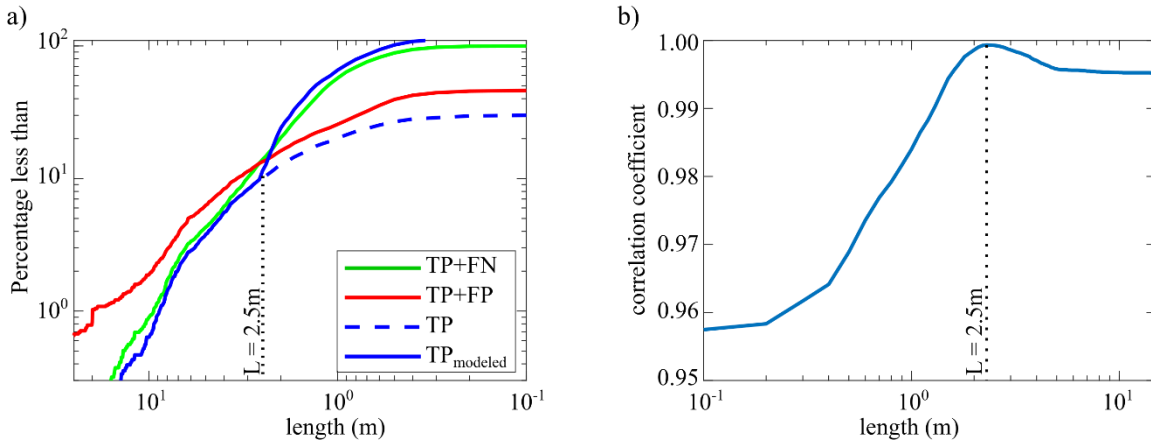 a)
Percentage less than
10²
10¹
10⁰
L = 2.5m
TP+FN
TP+FP
TP
TPmodeled
10¹
10⁰
10⁻¹
length (m)
b)
correlation coefficient
1.00
0.99
0.98
0.97
0.96
0.95
L = 2.5m
10⁻¹
10⁰
10¹
length (m)